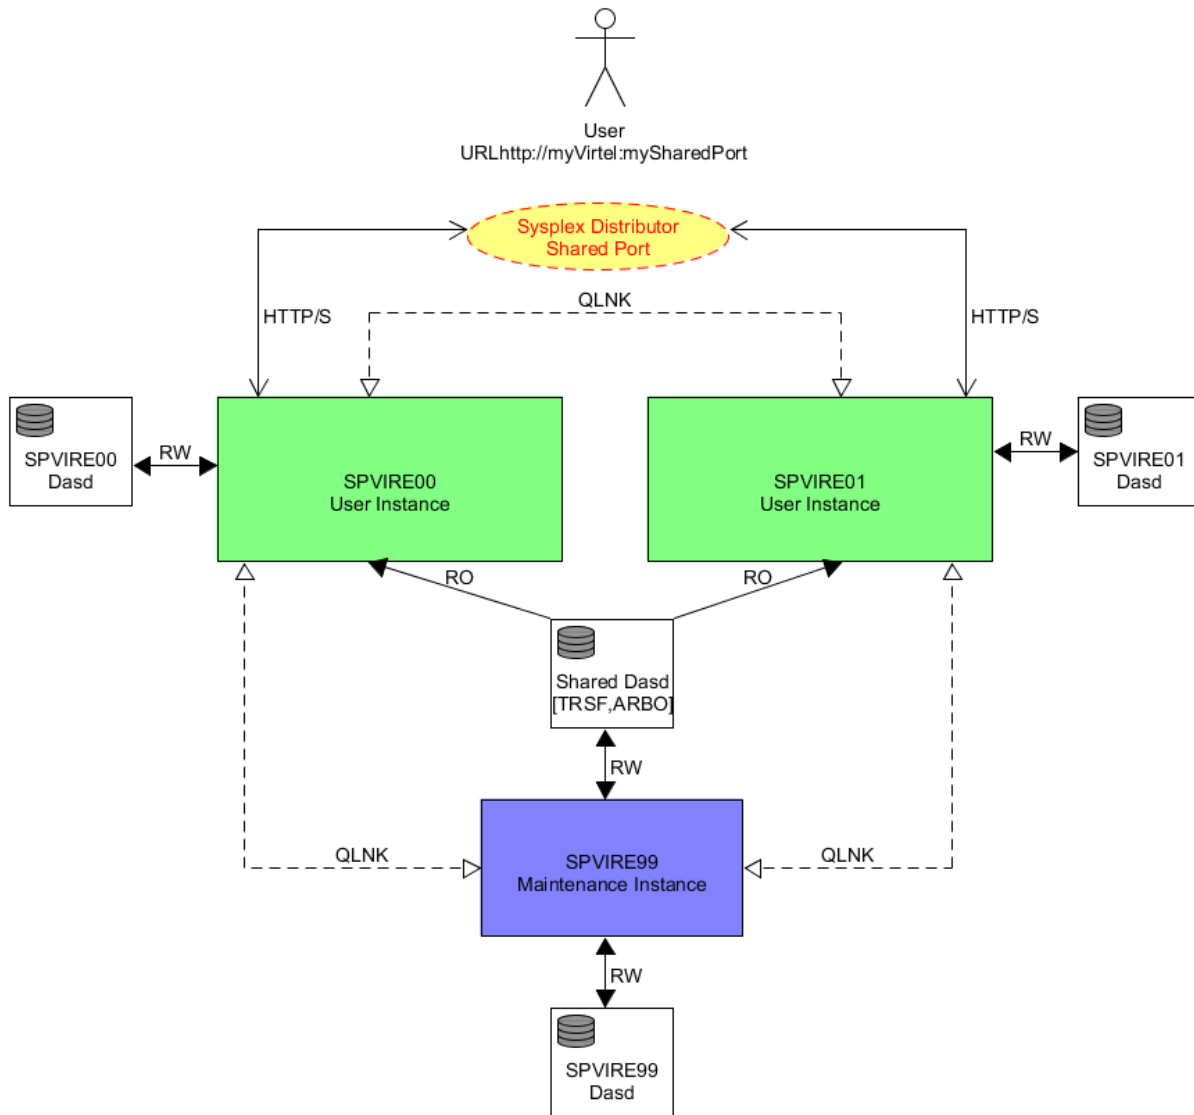 User
URLhttp://myVirtel:mySharedPort
Sysplex Distributor
Shared Port
QLNK
HTTP/S
HTTP/S
SPVIRE00
Dasd
RW
SPVIRE00
User Instance
SPVIRE01
User Instance
RW
SPVIRE01
Dasd
RO
RO
Shared Dasd
[TRSF,ARBO]
RW
QLNK
SPVIRE99
Maintenance Instance
QLNK
RW
SPVIRE99
Dasd